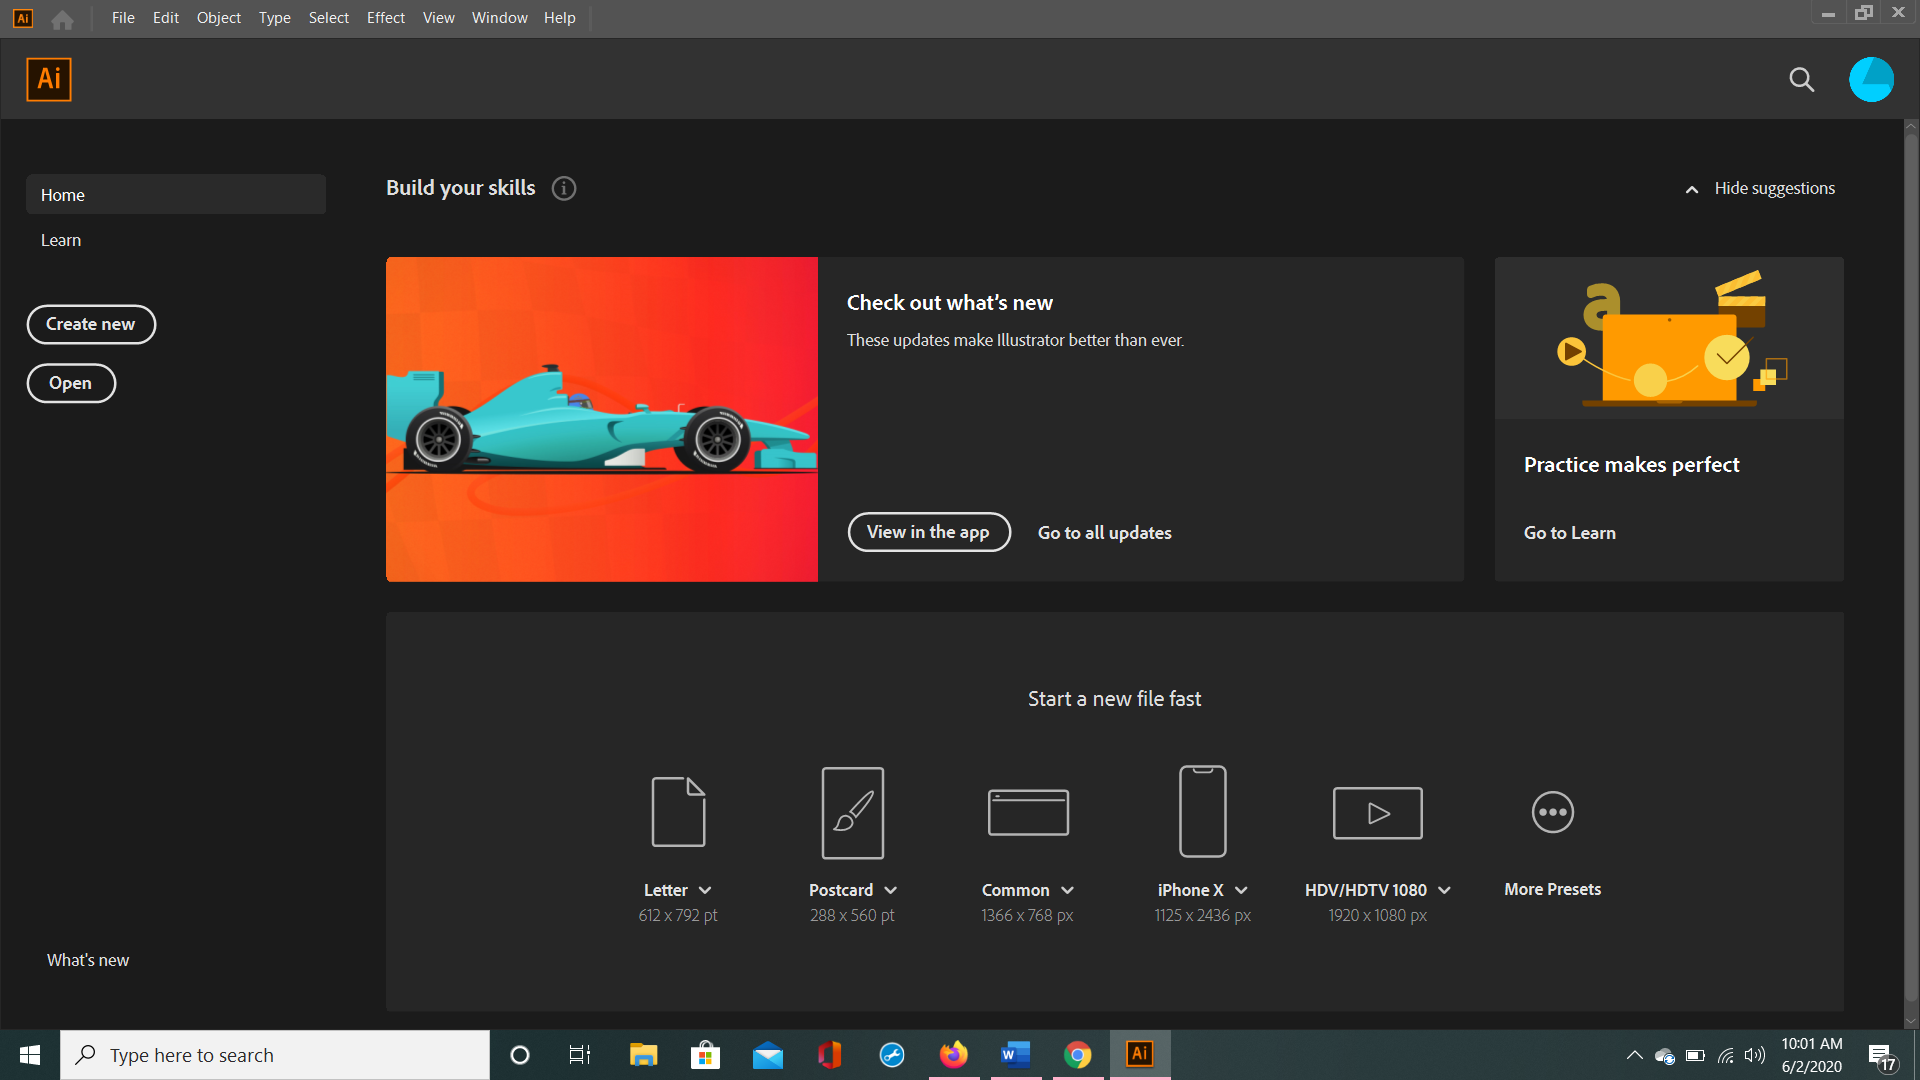 Ai
File Edit Object Type Select Effect View Window Help
Ai
Home
Learn
Create new
Open
What's new
Build your skills
Hide suggestions
Check out what's new
These updates make Illustrator better than ever.
View in the app
Go to all updates
a
Practice makes perfect
Go to Learn
Start a new file fast
Letter
612 x 792 pt
Postcard
288 x 560 pt
Common
1366 x 768 px
iPhone X
1125 x 2436 px
HDV/HDTV 1080
1920 x 1080 px
More Presets
Type here to search
W
Ai
10:01 AM
6/2/2020
17